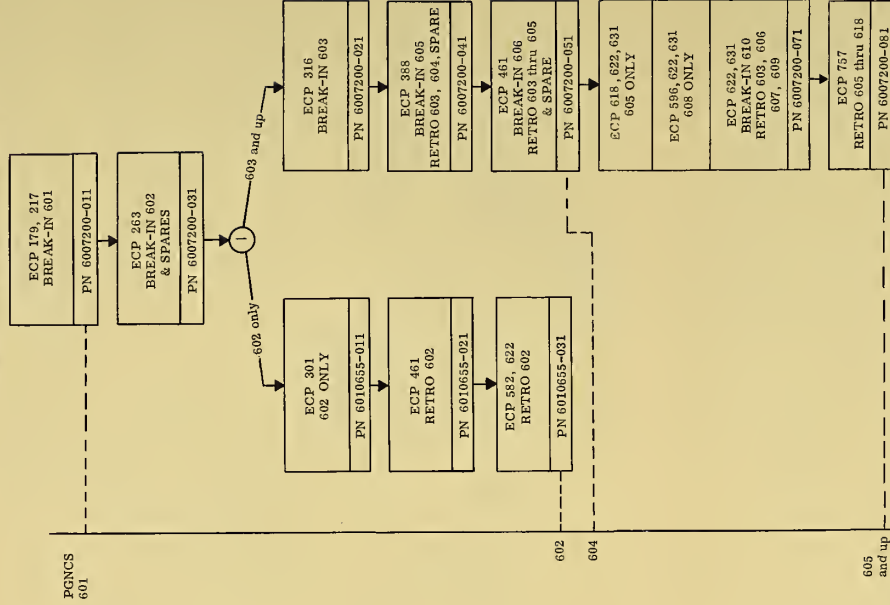 PGNCS
601
ECP 179, 217
BREAK-IN 601
PN 6007200-011
ECP 263
BREAK-IN 602
& SPARES
PN 6007200-031
1
602 only
603 and up
ECP 301
602 ONLY
PN 6010655-011
ECP 461
RETRO 602
PN 6010655-021
ECP 582, 622
RETRO 602
PN 6010655-031
ECP 316
BREAK-IN 603
PN 6007200-021
ECP 388
BREAK-IN 605
RETRO 603, 604, SPARE
PN 6007200-041
ECP 461
BREAK-IN 606
RETRO 603 thru 605
& SPARE
PN 6007200-051
ECP 618, 622, 631
605 ONLY
ECP 596, 622, 631
608 ONLY
ECP 622, 631
BREAK-IN 610
RETRO 603, 606
607, 609
PN 6007200-071
ECP 757
RETRO 605 thru 618
PN 6007200-081
602
604
605
and up